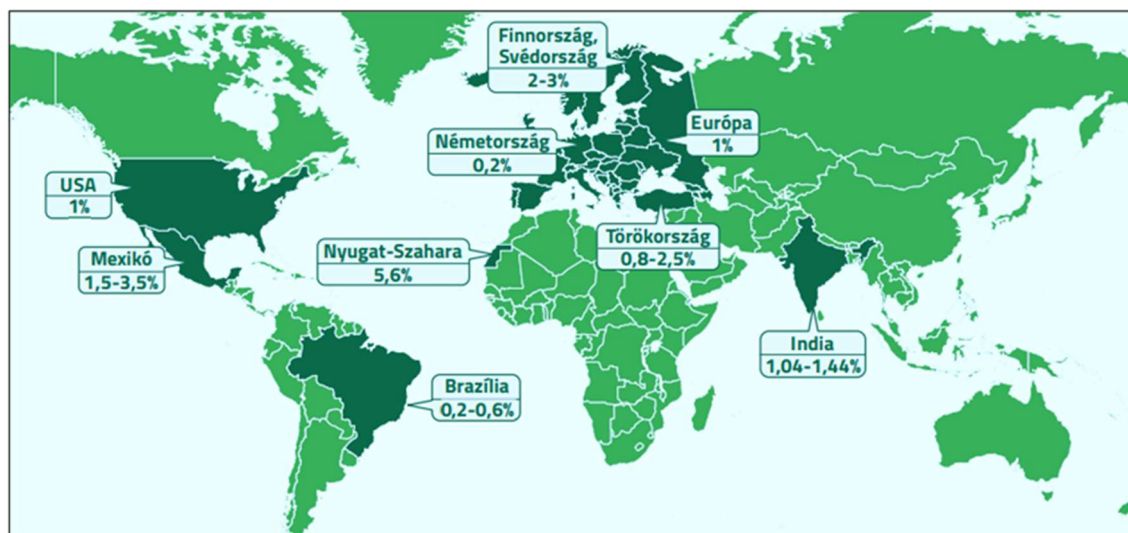 Finnország,
Svédország
2-3%
Európa
1%
Németország
0,2%
USA
1%
Mexikó
1,5-3,5%
Nyugat-Szahara
5,6%
Törökország
0,8-2,5%
India
1,04-1,44%
Brazília
0,2-0,6%